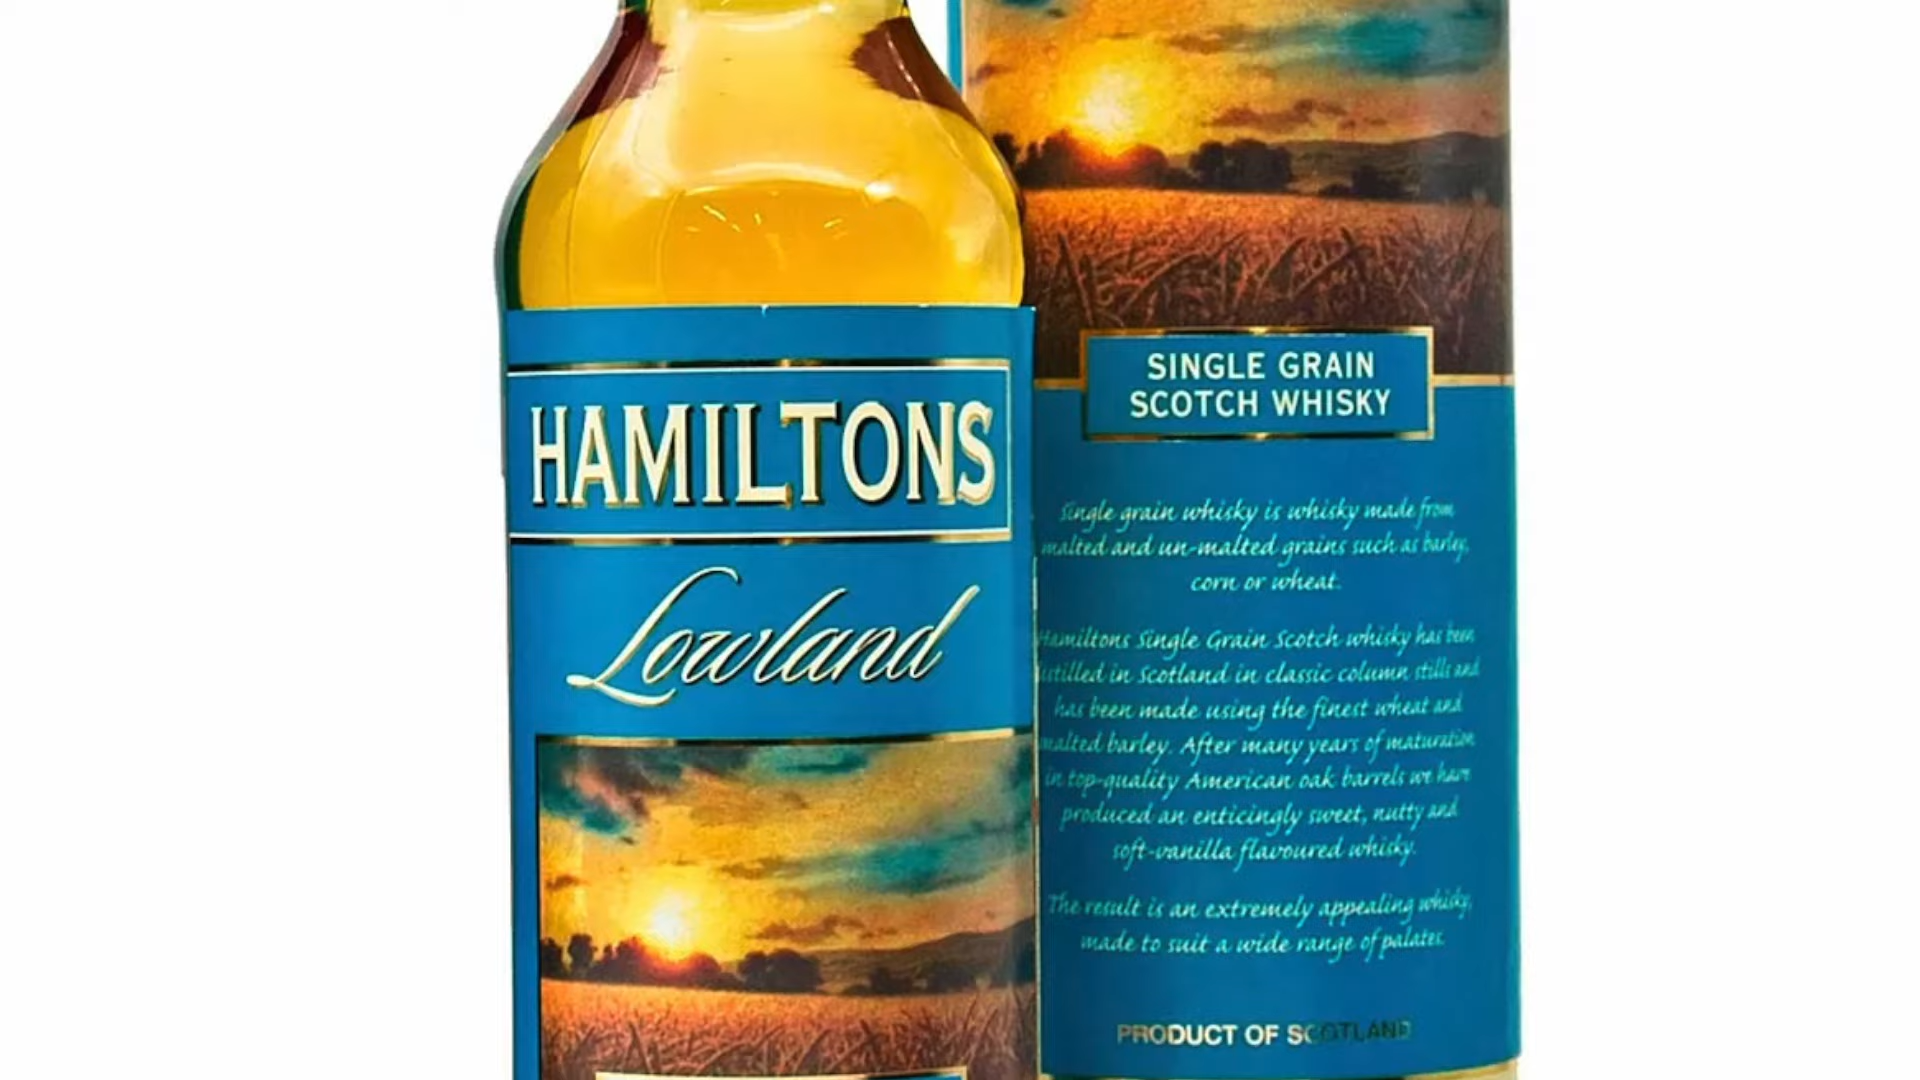 HAMILTONS
Lowland
SINGLE GRAIN
SCOTCH WHISKY
Single grain whisky is whisky made from
malted and un-malted grains such as barley,
corn or wheat.
Hamiltons Single Grain Scotch whisky has been
distilled in Scotland in classic column stills and
has been made using the finest wheat and
malted barley. After many years of maturation
in top-quality American oak barrels we have
produced an enticingly sweet, nutty and
soft-vanilla flavoured whisky.
The result is an extremely appealing whisky,
made to suit a wide range of palates.
PRODUCT OF SCOTLAND